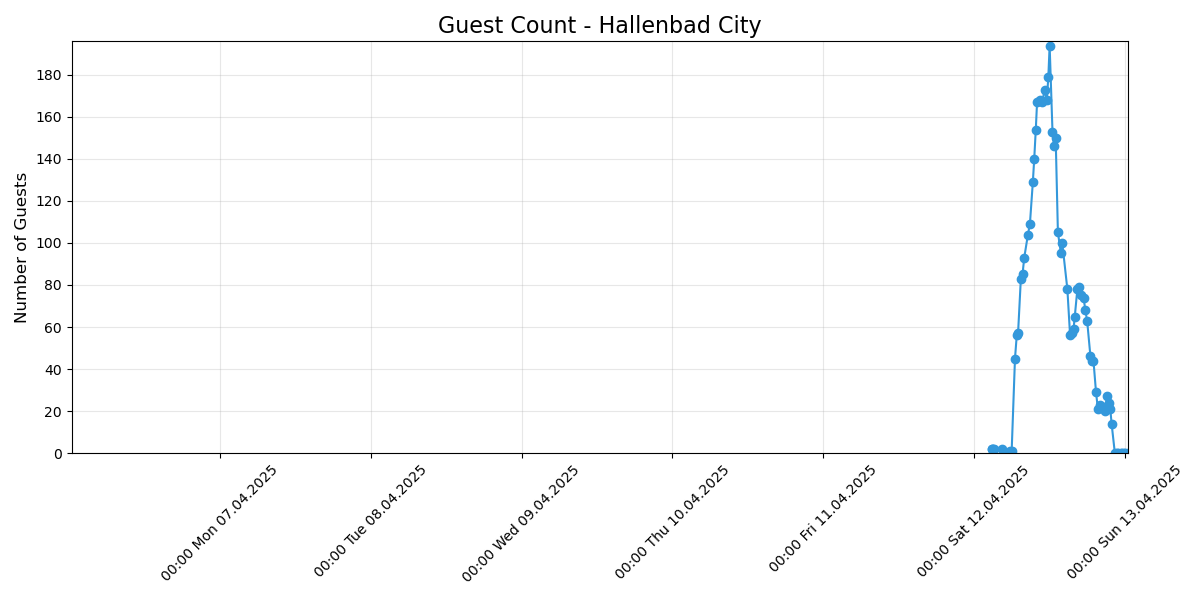 Guest Count - Hallenbad City
Number of Guests
180
160
140
120
100
80
60
40
20
0
00:00 Mon 07.04.2025
00:00 Tue 08.04.2025
00:00 Wed 09.04.2025
00:00 Thu 10.04.2025
00:00 Fri 11.04.2025
00:00 Sat 12.04.2025
00:00 Sun 13.04.2025